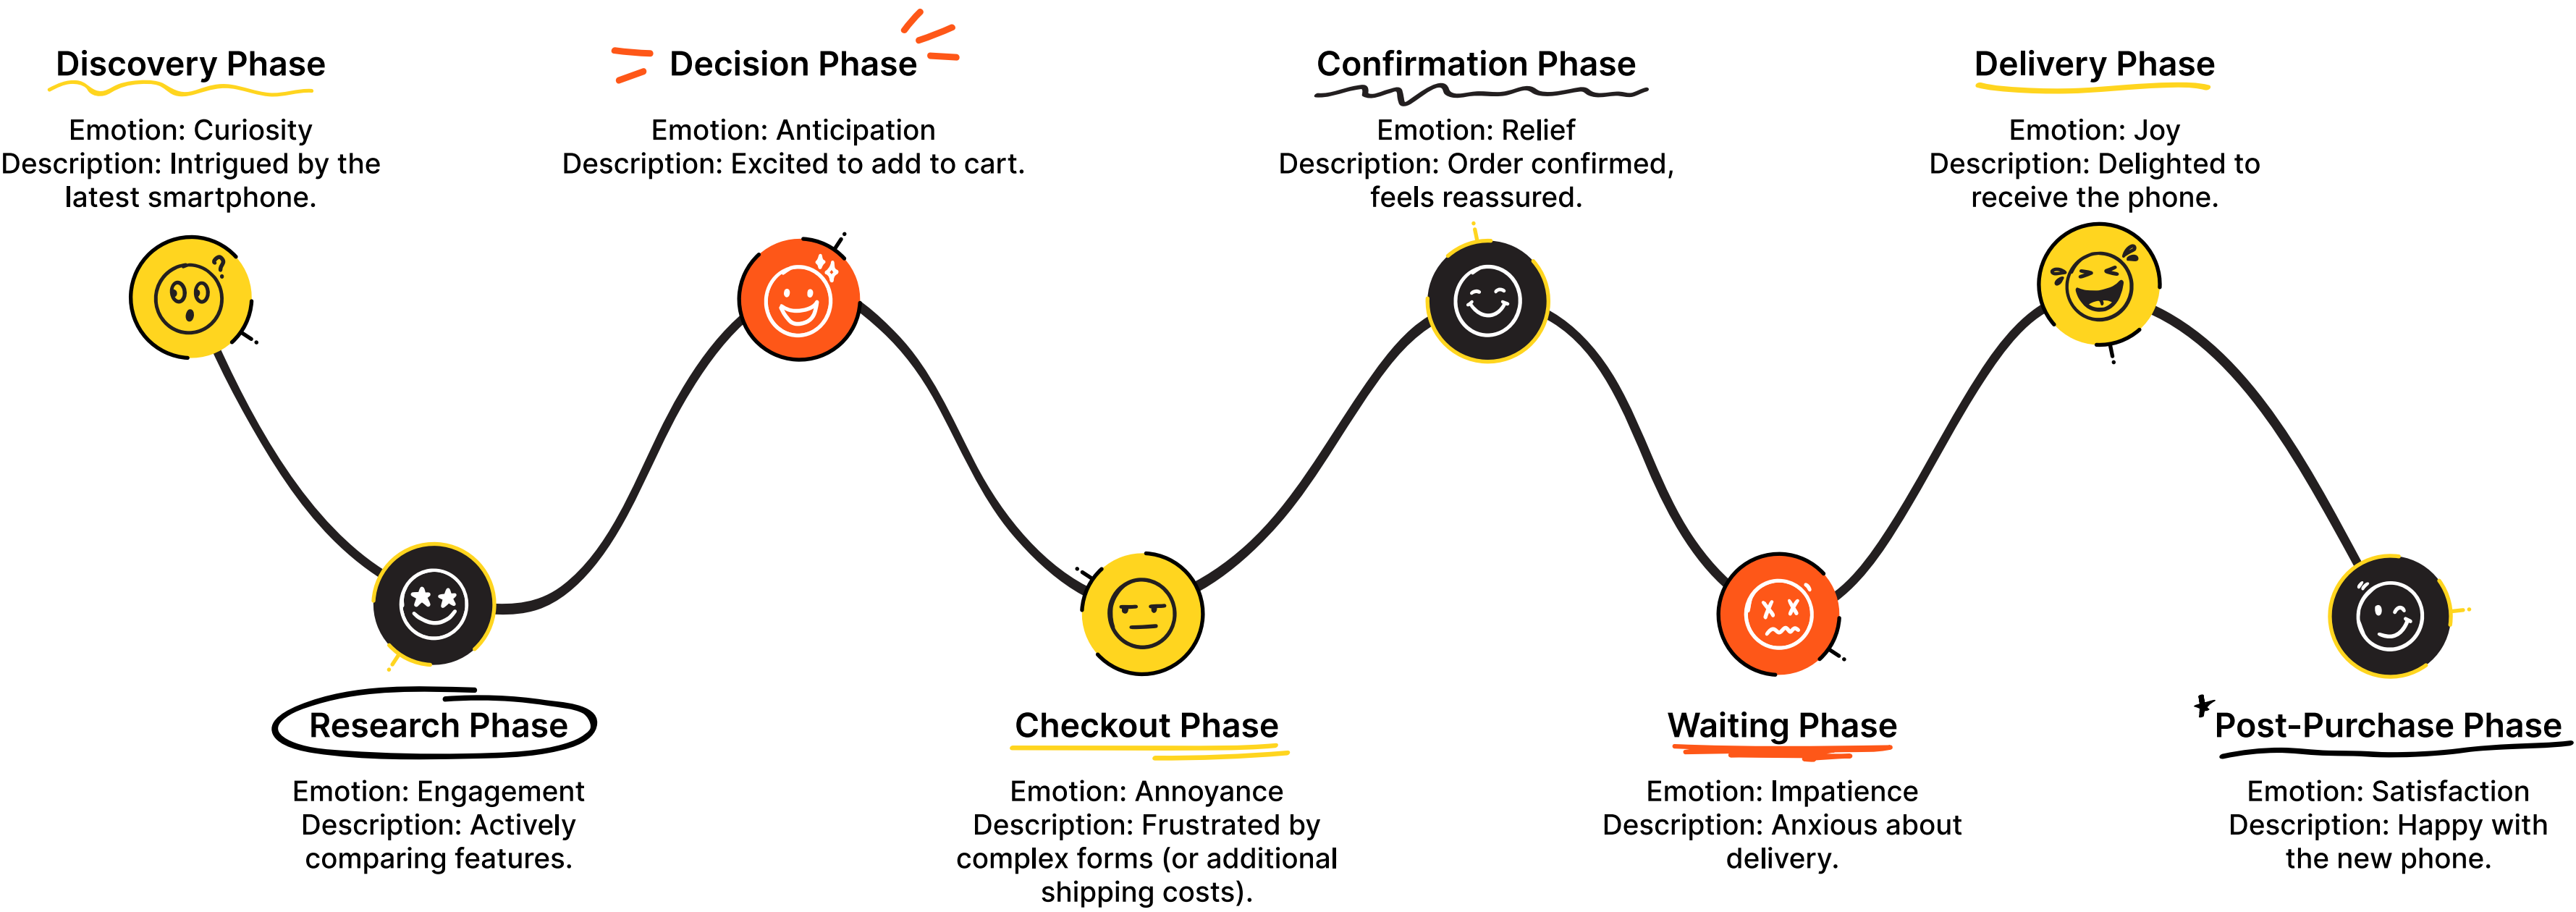 Discovery Phase
Emotion: Curiosity
Description: Intrigued by the
latest smartphone.
Research Phase
Emotion: Engagement
Description: Actively
comparing features.
Decision Phase
Emotion: Anticipation
Description: Excited to add to cart.
Checkout Phase
Emotion: Annoyance
Description: Frustrated by
complex forms (or additional
shipping costs).
Confirmation Phase
Emotion: Relief
Description: Order confirmed,
feels reassured.
Waiting Phase
Emotion: Impatience
Description: Anxious about
delivery.
Delivery Phase
Emotion: Joy
Description: Delighted to
receive the phone.
Post-Purchase Phase
Emotion: Satisfaction
Description: Happy with
the new phone.